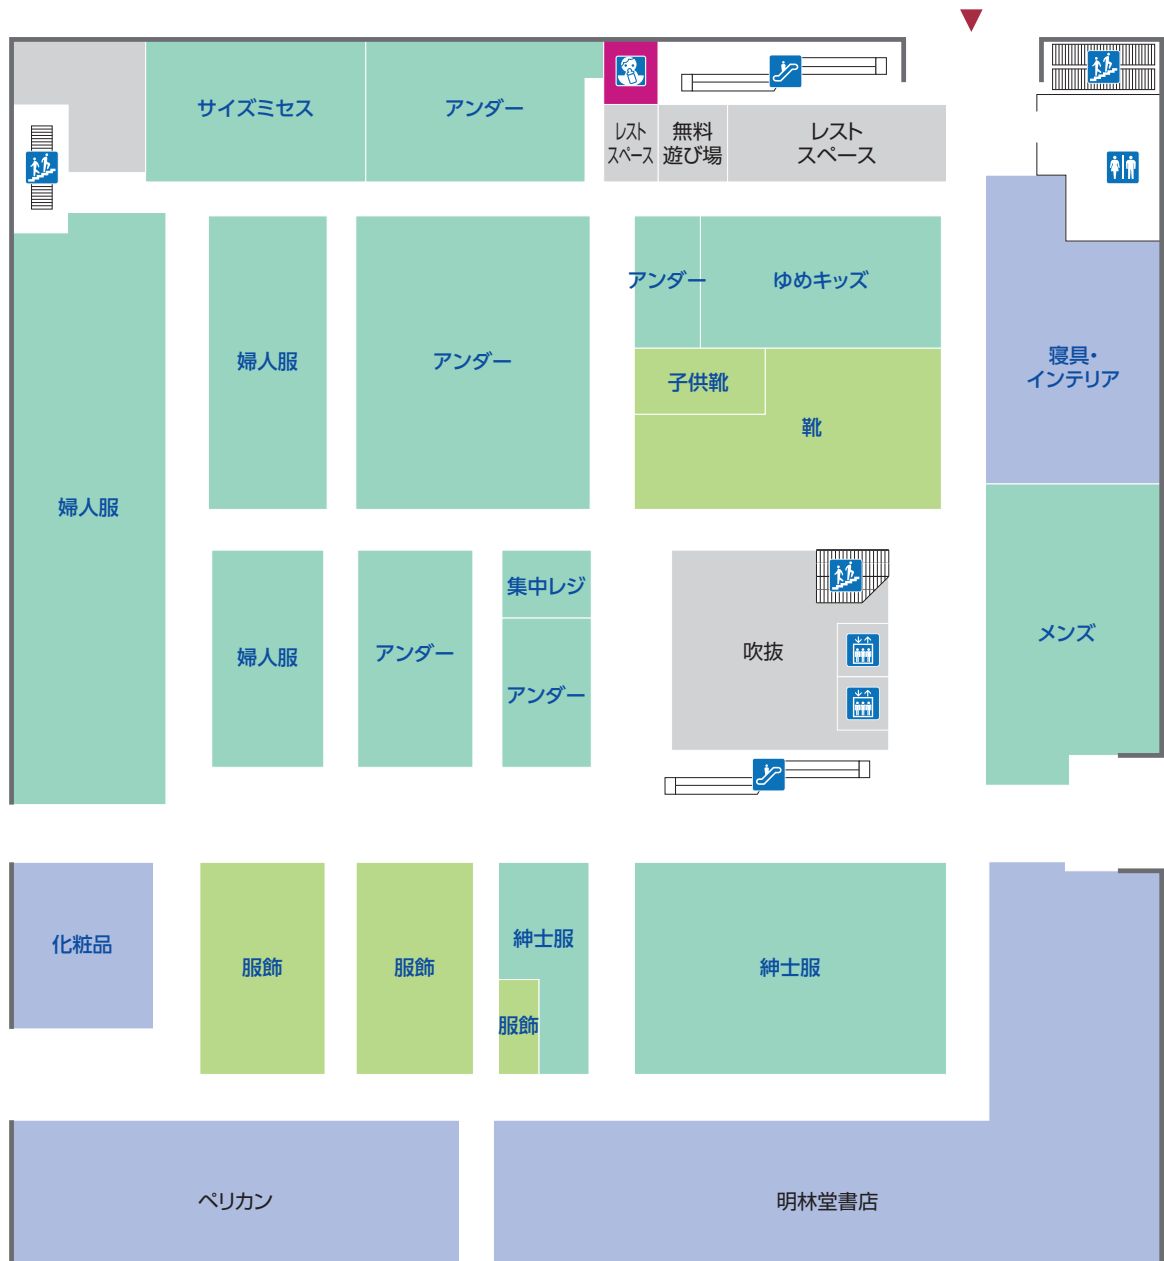 サイズミセス
アンダー
レスト
スペース
無料
遊び場
レスト
スペース
アンダー
ゆめキッズ
婦人服
アンダー
寝具・
インテリア
子供靴
靴
婦人服
集中レジ
婦人服
アンダー
アンダー
吹抜
メンズ
化粧品
服飾
服飾
紳士服
服飾
紳士服
ペリカン
明林堂書店